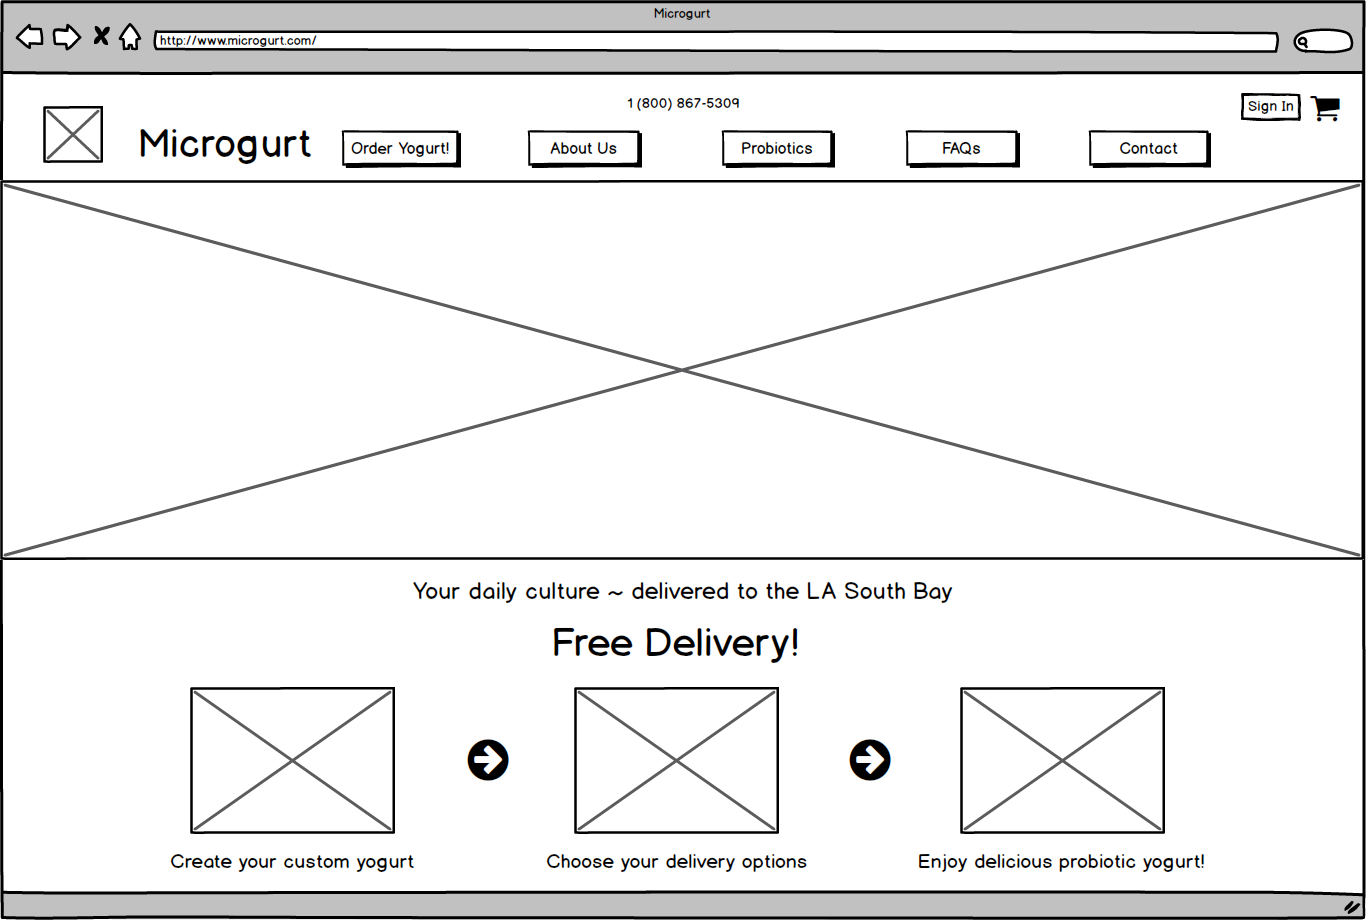 Microgurt
http://www.microgurt.com/
1 (800) 867-5309
Sign In
Microgurt
Order Yogurt!
About Us
Probiotics
FAQs
Contact
Your daily culture ~ delivered to the LA South Bay
Free Delivery!
Create your custom yogurt
Choose your delivery options
Enjoy delicious probiotic yogurt!